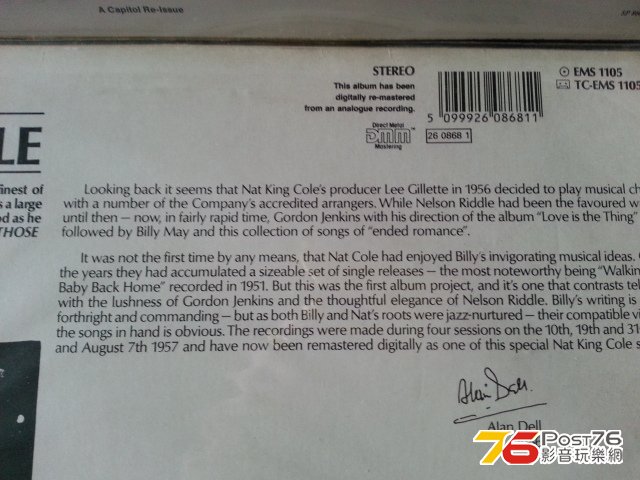 A Capitol Re-Issue
STEREO
This album has been
digitally re-mastered
from an analogue recording.
Direct Metal
DMM
Mastering
5 099926 086811
26 0868 1
EMS 1105
TC-EMS 1105
LE
finest of
s a large
od as he
THOSE
Looking back it seems that Nat King Cole's producer Lee Gillette in 1956 decided to play musical ch
with a number of the Company's accredited arrangers. While Nelson Riddle had been the favoured w
until then — now, in fairly rapid time, Gordon Jenkins with his direction of the album "Love is the Thing"
followed by Billy May and this collection of songs of "ended romance".
It was not the first time by any means, that Nat Cole had enjoyed Billy's invigorating musical ideas.
the years they had accumulated a sizeable set of single releases — the most noteworthy being "Walkin
Baby Back Home" recorded in 1951. But this was the first album project, and it's one that contrasts tel
with the lushness of Gordon Jenkins and the thoughtful elegance of Nelson Riddle. Billy's writing is
forthright and commanding — but as both Billy and Nat's roots were jazz-nurtured — their compatible vi
the songs in hand is obvious. The recordings were made during four sessions on the 10th, 19th and 31
and August 7th 1957 and have now been remastered digitally as one of this special Nat King Cole s
Alan Dell.
Alan Dell
76 Post76
影音玩樂網